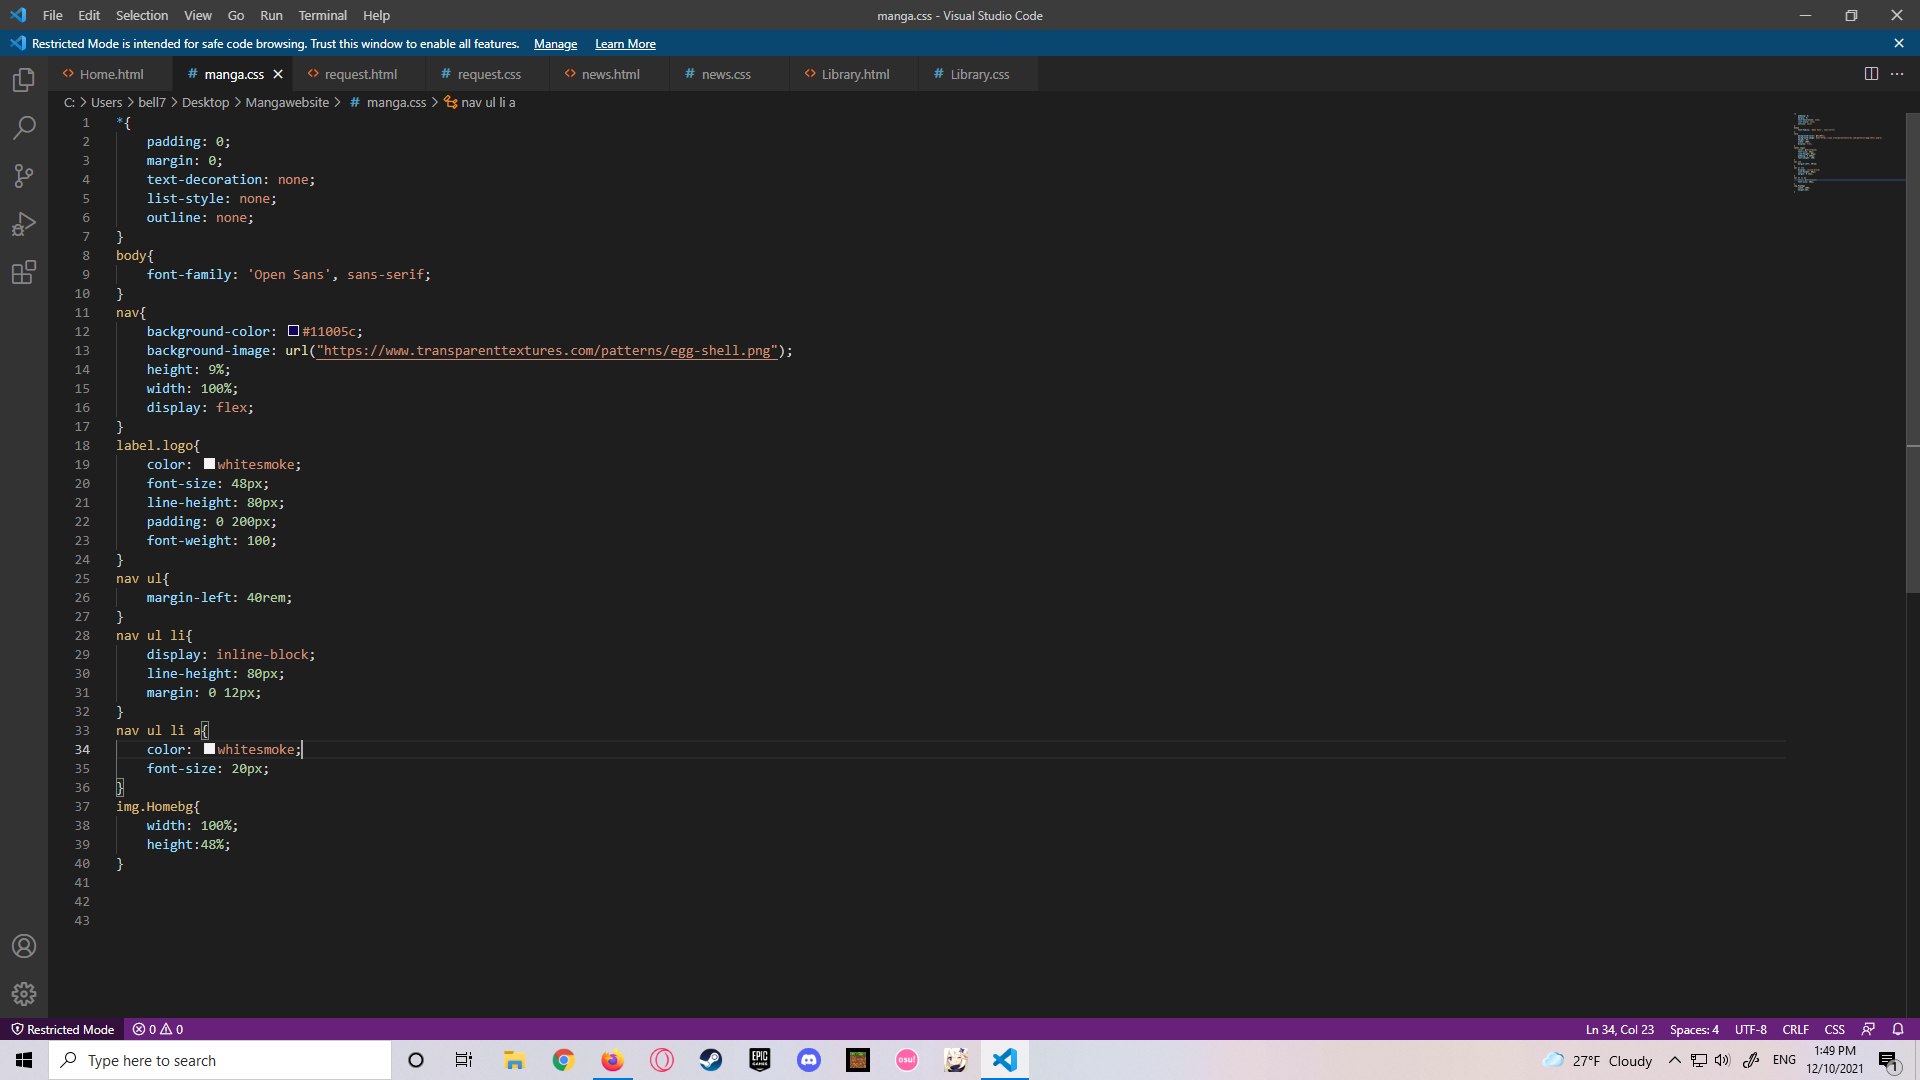 File Edit Selection View Go Run Terminal Help
manga.css - Visual Studio Code
Restricted Mode is intended for safe code browsing. Trust this window to enable all features. Manage Learn More
Home.html # manga.css request.html # request.css news.html # news.css Library.html # Library.css
C: > Users > bell7 > Desktop > Mangawebsite > # manga.css > nav ul li a
1 *{
2 padding: 0;
3 margin: 0;
4 text-decoration: none;
5 list-style: none;
6 outline: none;
7 }
8 body{
9 font-family: 'Open Sans', sans-serif;
10 }
11 nav{
12 background-color: #11005c;
13 background-image: url("https://www.transparenttextures.com/patterns/egg-shell.png");
14 height: 9%;
15 width: 100%;
16 display: flex;
17 }
18 label.logo{
19 color: whitesmoke;
20 font-size: 48px;
21 line-height: 80px;
22 padding: 0 200px;
23 font-weight: 100;
24 }
25 nav ul{
26 margin-left: 40rem;
27 }
28 nav ul li{
29 display: inline-block;
30 line-height: 80px;
31 margin: 0 12px;
32 }
33 nav ul li a{
34 color: whitesmoke;
35 font-size: 20px;
36 }
37 img.Homebg{
38 width: 100%;
39 height:48%;
40 }
41
42
43
Restricted Mode 0 0
Ln 34, Col 23 Spaces: 4 UTF-8 CRLF CSS
Type here to search
EPIC GAMES
osu!
27°F Cloudy
ENG
1:49 PM
12/10/2021
1